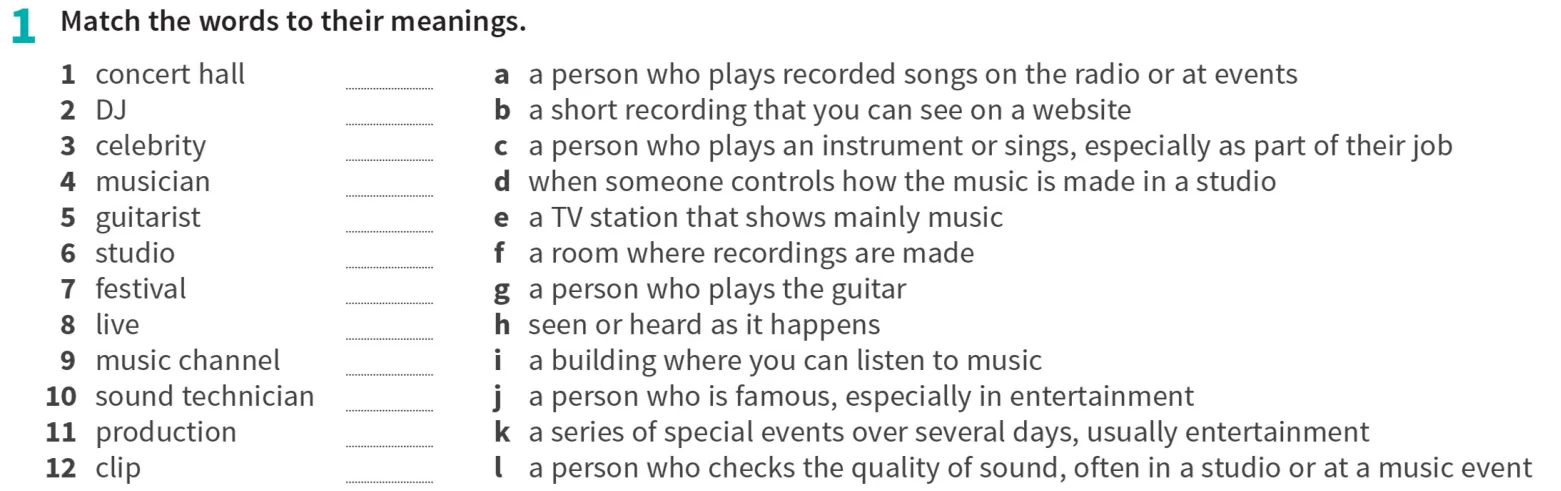 1 Match the words to their meanings.
1 concert hall .......... a a person who plays recorded songs on the radio or at events
2 DJ .......... b a short recording that you can see on a website
3 celebrity .......... c a person who plays an instrument or sings, especially as part of their job
4 musician .......... d when someone controls how the music is made in a studio
5 guitarist .......... e a TV station that shows mainly music
6 studio .......... f a room where recordings are made
7 festival .......... g a person who plays the guitar
8 live .......... h seen or heard as it happens
9 music channel .......... i a building where you can listen to music
10 sound technician .......... j a person who is famous, especially in entertainment
11 production .......... k a series of special events over several days, usually entertainment
12 clip .......... l a person who checks the quality of sound, often in a studio or at a music event